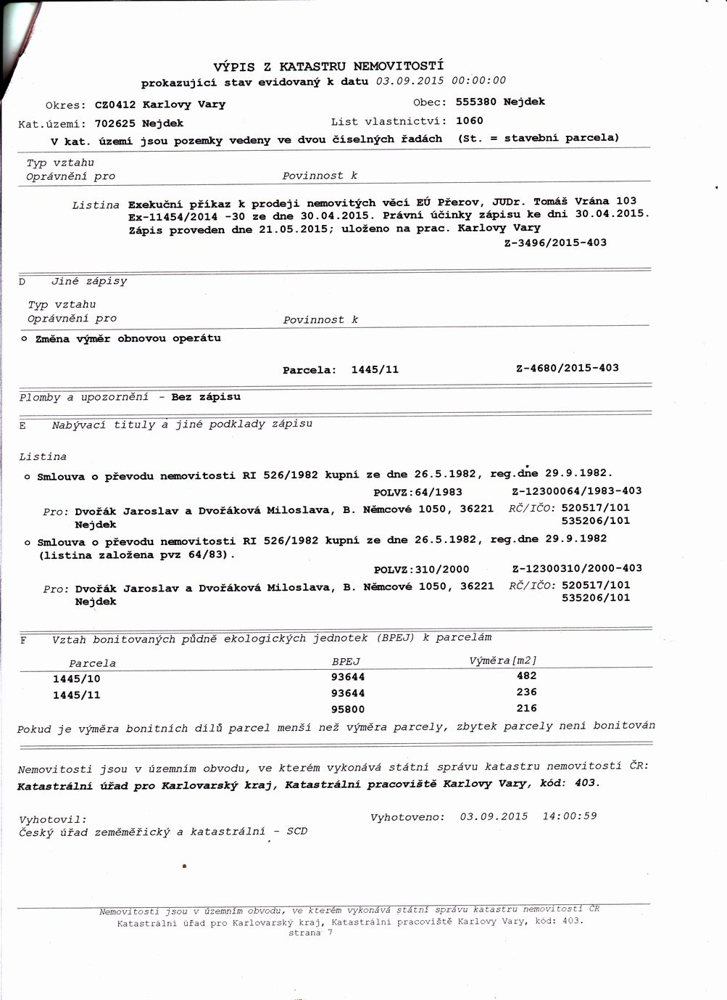 VÝPIS Z KATASTRU NEMOVITOSTÍ
prokazující stav evidovaný k datu 03.09.2015 00:00:00
Okres: CZ0412 Karlovy Vary Obec: 555380 Nejdek
Kat.území: 702625 Nejdek List vlastnictví: 1060
V kat. území jsou pozemky vedeny ve dvou číselných řadách (St. = stavební parcela)
Typ vztahu
Oprávnění pro Povinnost k
Listina Exekuční příkaz k prodeji nemovitých věcí EÚ Přerov, JUDr. Tomáš Vrána 103
Ex-11454/2014 -30 ze dne 30.04.2015. Právní účinky zápisu ke dni 30.04.2015.
Zápis proveden dne 21.05.2015; uloženo na prac. Karlovy Vary
Z-3496/2015-403
D Jiné zápisy
Typ vztahu
Oprávnění pro Povinnost k
o Změna výměr obnovou operátu
Parcela: 1445/11 Z-4680/2015-403
Plomby a upozornění - Bez zápisu
E Nabývací tituly a jiné podklady zápisu
Listina
o Smlouva o převodu nemovitosti RI 526/1982 kupní ze dne 26.5.1982, reg.dne 29.9.1982.
POLVZ:64/1983 Z-12300064/1983-403
Pro: Dvořák Jaroslav a Dvořáková Miloslava, B. Němcové 1050, 36221 RČ/IČO: 520517/101
Nejdek 535206/101
o Smlouva o převodu nemovitosti RI 526/1982 kupní ze dne 26.5.1982, reg.dne 29.9.1982
(listina založena pvz 64/83).
POLVZ:310/2000 Z-12300310/2000-403
Pro: Dvořák Jaroslav a Dvořáková Miloslava, B. Němcové 1050, 36221 RČ/IČO: 520517/101
Nejdek 535206/101
F Vztah bonitovaných půdně ekologických jednotek (BPEJ) k parcelám
Parcela BPEJ Výměra[m2]
1445/10 93644 482
1445/11 93644 236
95800 216
Pokud je výměra bonitních dílů parcel menší než výměra parcely, zbytek parcely není bonitován
Nemovitosti jsou v územním obvodu, ve kterém vykonává státní správu katastru nemovitostí ČR:
Katastrální úřad pro Karlovarský kraj, Katastrální pracoviště Karlovy Vary, kód: 403.
Vyhotovil: Vyhotoveno: 03.09.2015 14:00:59
Český úřad zeměměřický a katastrální - SCD
Nemovitosti jsou v územním obvodu, ve kterém vykonává státní správu katastru nemovitostí ČR
Katastrální úřad pro Karlovarský kraj, Katastrální pracoviště Karlovy Vary, kód: 403.
strana 7